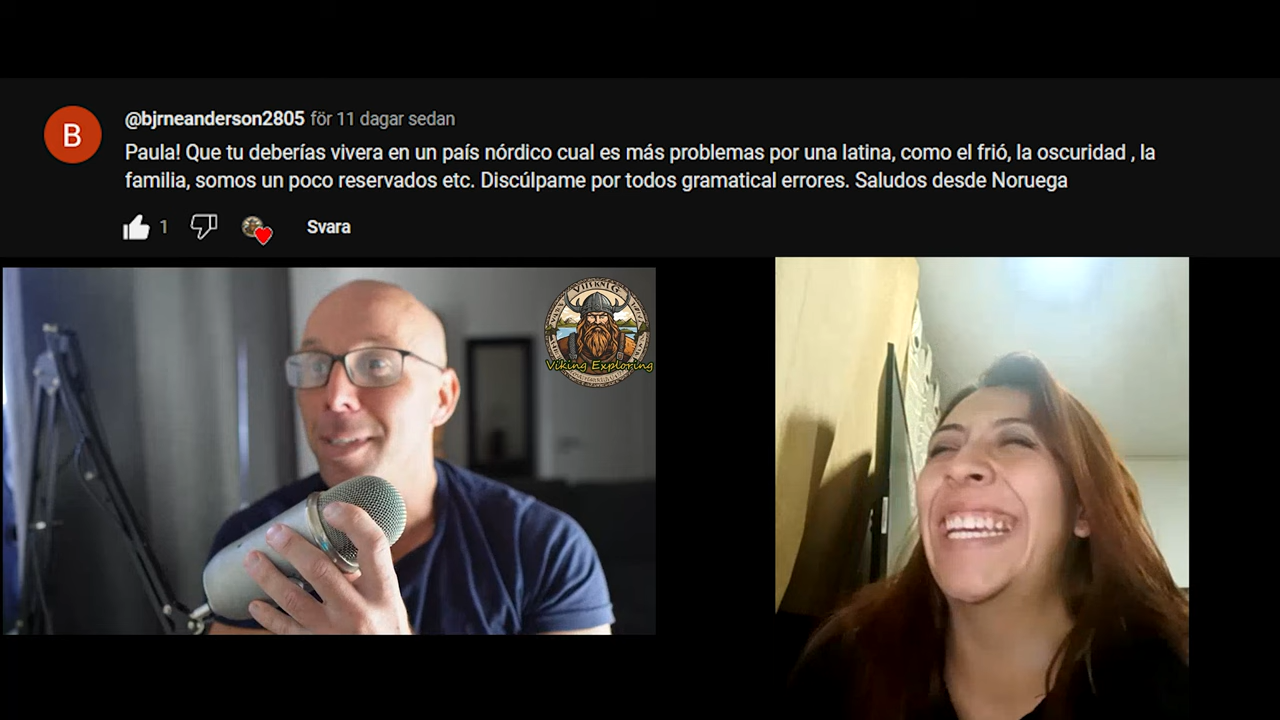 B
@bjrneanderson2805 för 11 dagar sedan
Paula! Que tu deberías vivera en un país nórdico cual es más problemas por una latina, como el frió, la oscuridad , la
familia, somos un poco reservados etc. Discúlpame por todos gramatical errores. Saludos desde Noruega
1
Svara
Viking Exploring